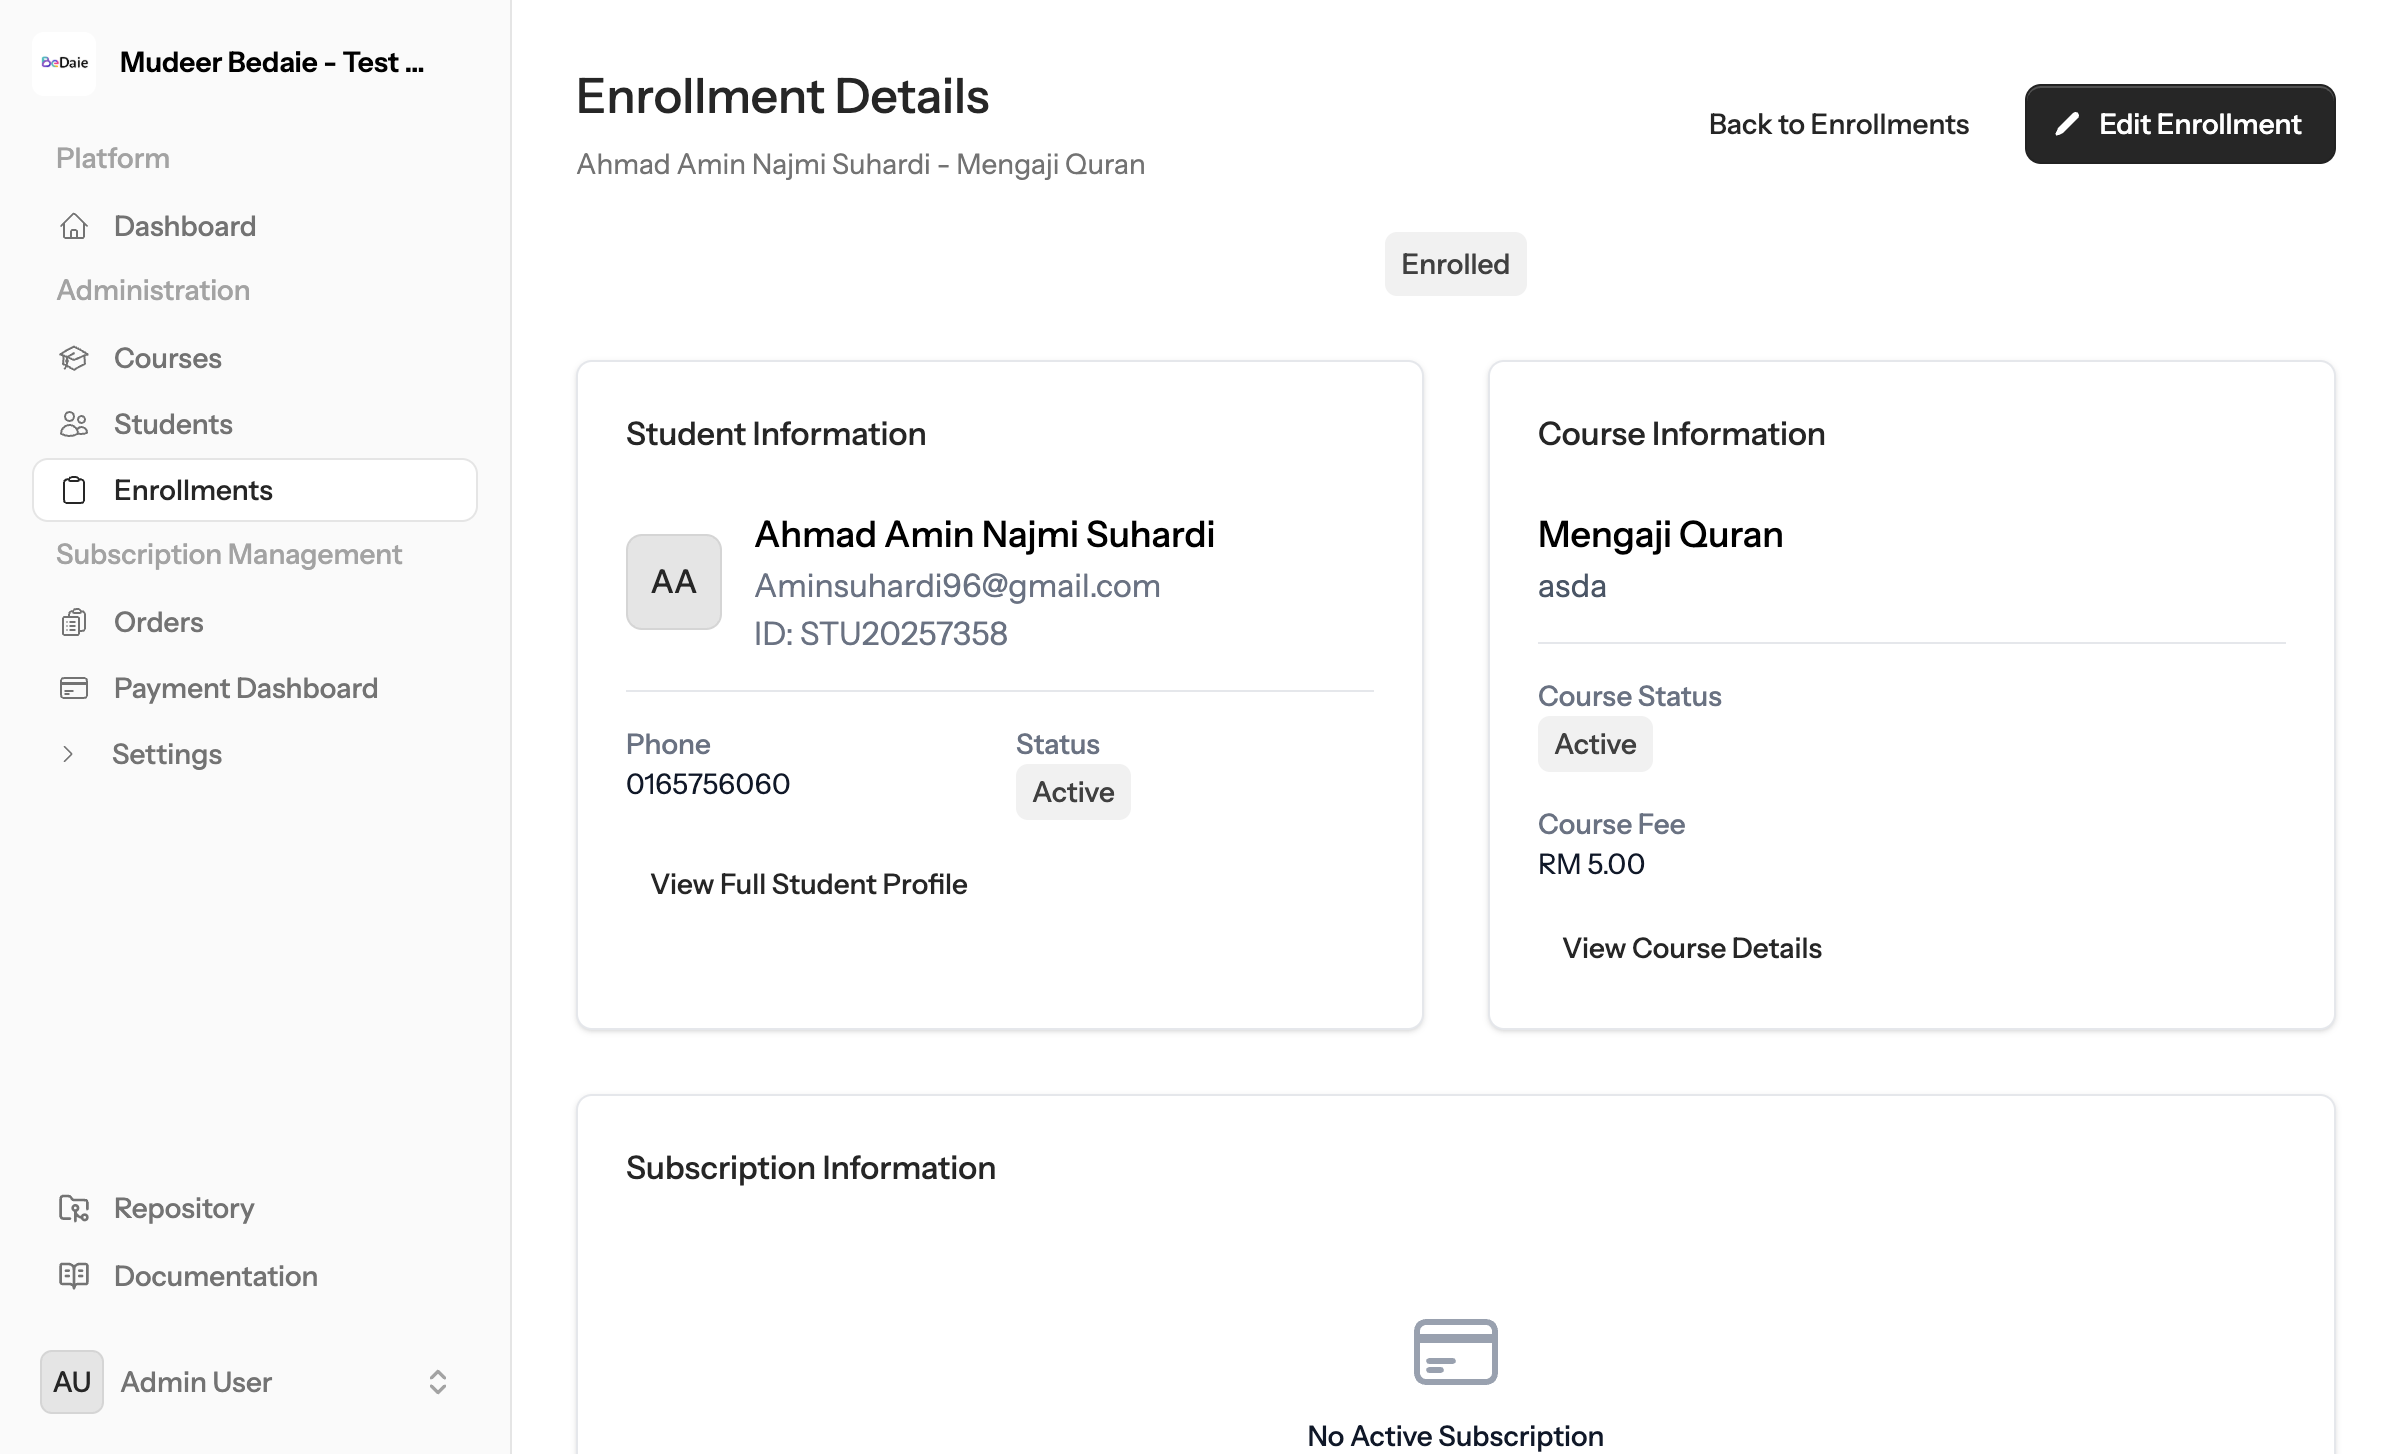 BeDaie
Mudeer Bedaie - Test ...
Platform
Dashboard
Administration
Courses
Students
Enrollments
Subscription Management
Orders
Payment Dashboard
Settings
Repository
Documentation
AU
Admin User
Enrollment Details
Ahmad Amin Najmi Suhardi - Mengaji Quran
Back to Enrollments
Edit Enrollment
Enrolled
Student Information
AA
Ahmad Amin Najmi Suhardi
Aminsuhardi96@gmail.com
ID: STU20257358
Phone
0165756060
Status
Active
View Full Student Profile
Course Information
Mengaji Quran
asda
Course Status
Active
Course Fee
RM 5.00
View Course Details
Subscription Information
No Active Subscription